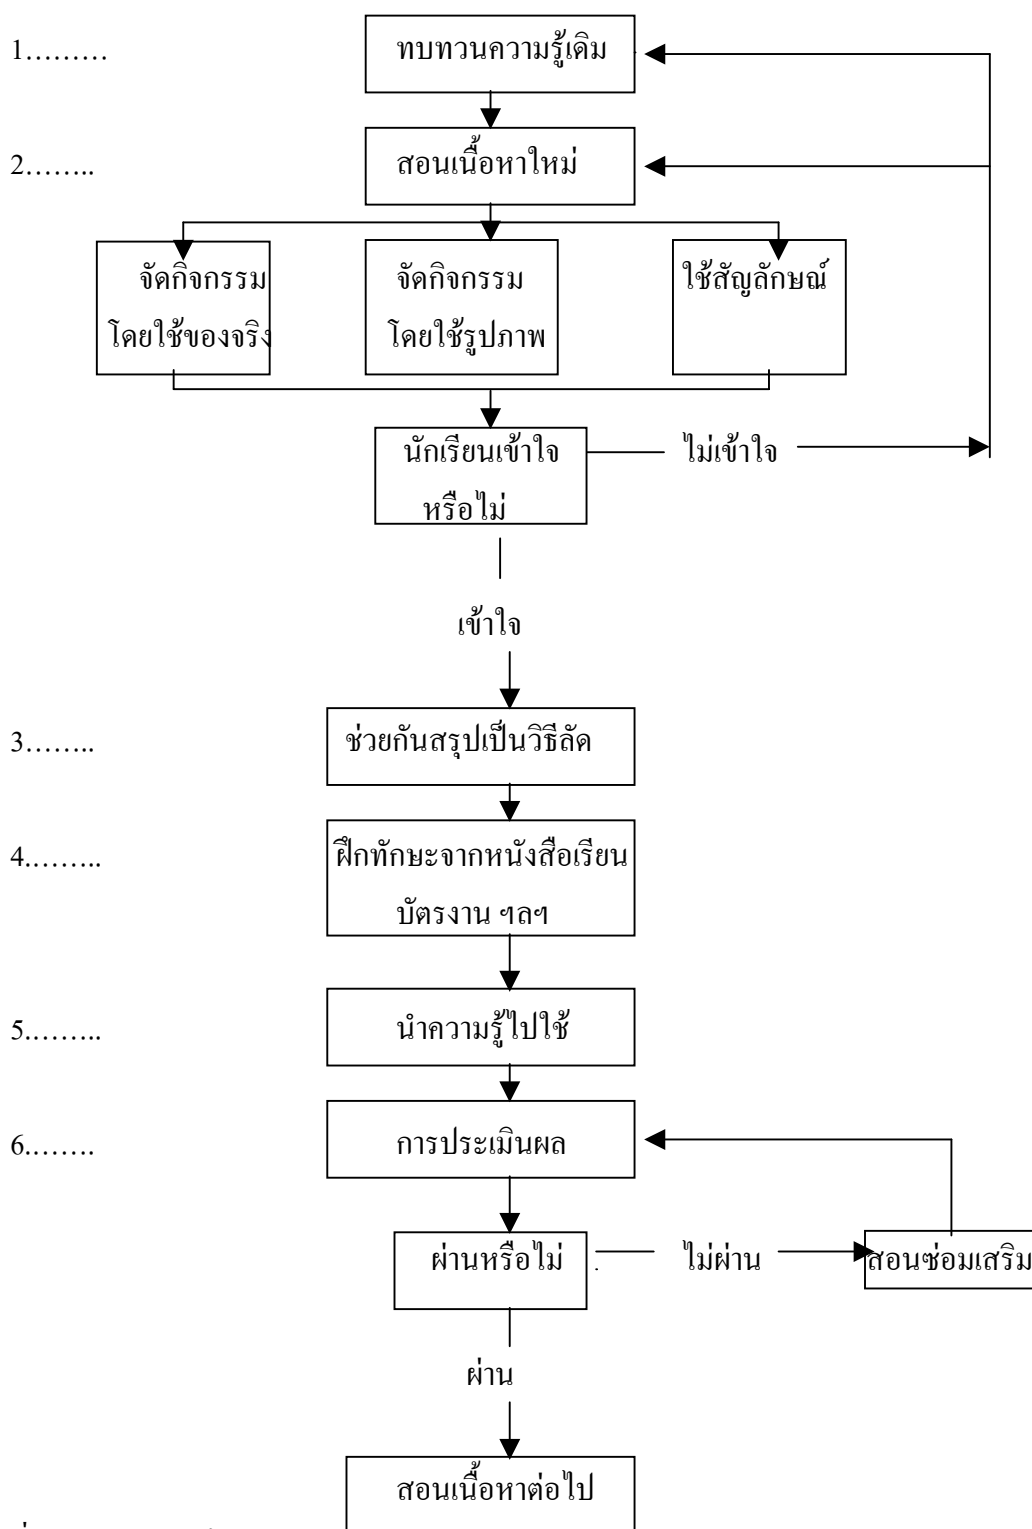 1.........
ทบทวนความรู้เดิม
2........
สอนเนื้อหาใหม่
จัดกิจกรรม
โดยใช้ของจริง
จัดกิจกรรม
โดยใช้รูปภาพ
ใช้สัญลักษณ์
นักเรียนเข้าใจ
หรือไม่
ไม่เข้าใจ
เข้าใจ
3........
ช่วยกันสรุปเป็นวิธีลัด
4.........
ฝึกทักษะจากหนังสือเรียน
บัตรงาน ฯลฯ
5.........
นำความรู้ไปใช้
6........
การประเมินผล
ผ่านหรือไม่
ไม่ผ่าน
สอนซ่อมเสริม
ผ่าน
สอนเนื้อหาต่อไป